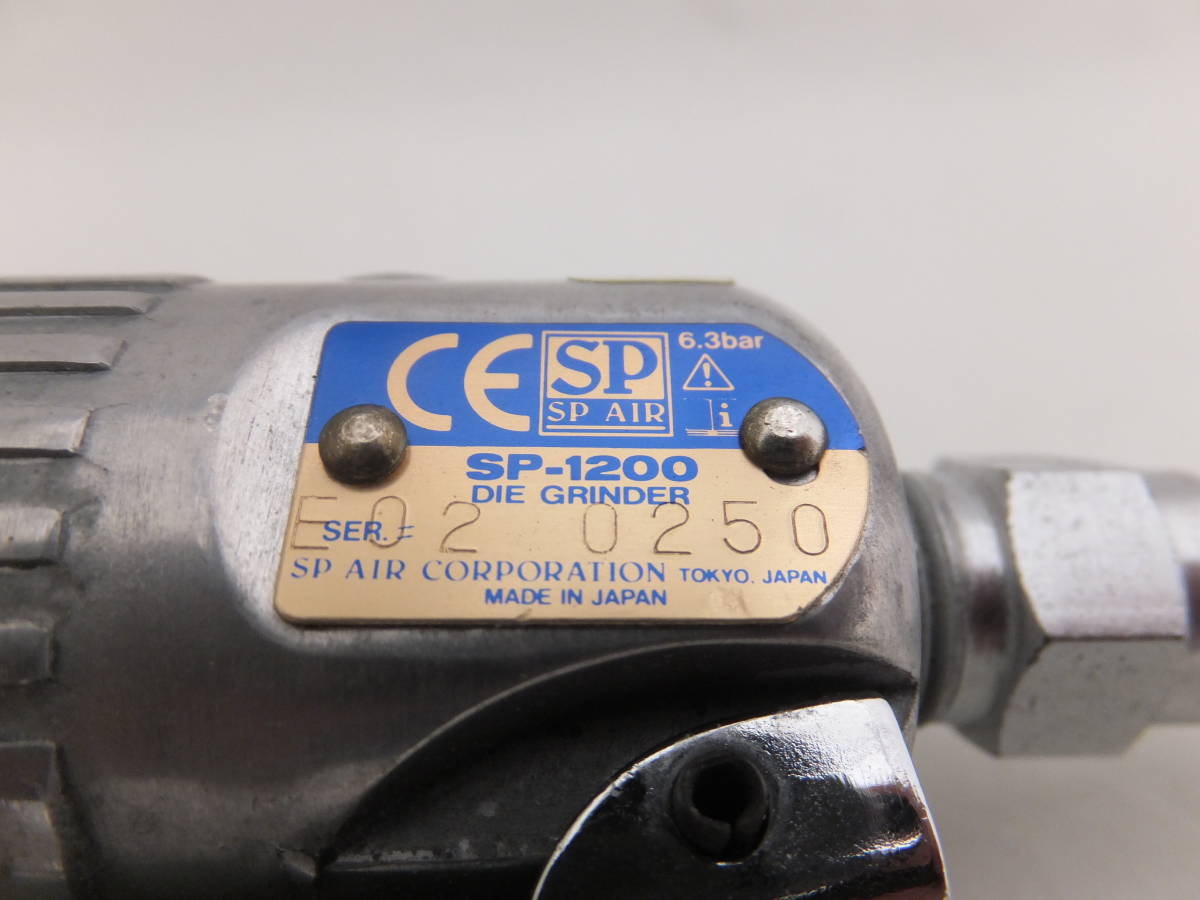 CE SP 6.3bar
SP AIR i
SP-1200
DIE GRINDER
SER. = E02 0250
SP AIR CORPORATION TOKYO. JAPAN
MADE IN JAPAN